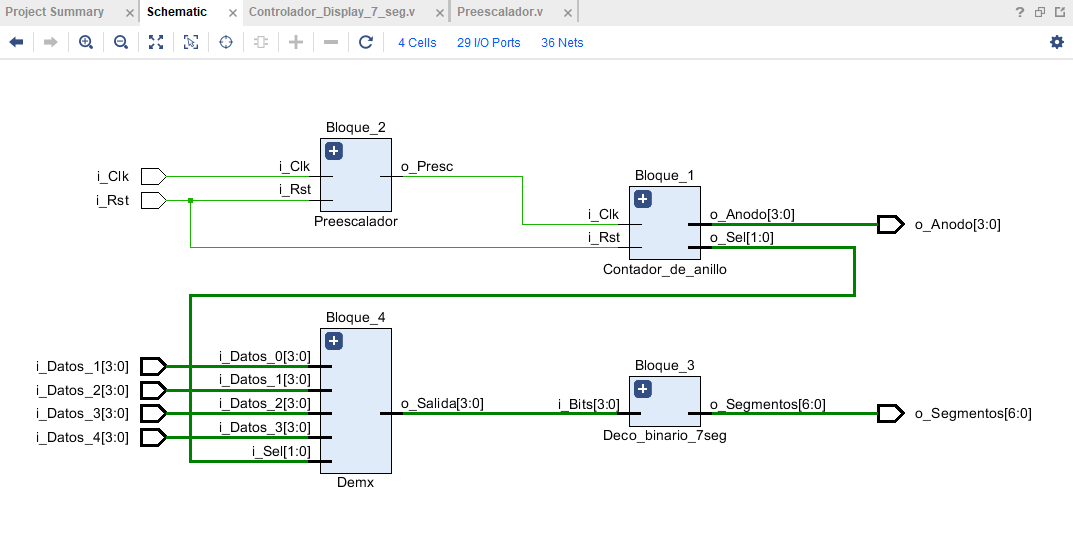 Project Summary × Schematic × Controlador_Display_7_seg.v × Preescalador.v × ?
4 Cells 29 I/O Ports 36 Nets
Bloque_2
i_Clk
i_Clk
o_Presc
i_Rst
i_Rst
Preescalador
Bloque_1
i_Clk
o_Anodo[3:0]
o_Anodo[3:0]
i_Rst
o_Sel[1:0]
Contador_de_anillo
Bloque_4
i_Datos_1[3:0]
i_Datos_0[3:0]
i_Datos_2[3:0]
i_Datos_1[3:0]
i_Datos_3[3:0]
i_Datos_2[3:0]
o_Salida[3:0]
i_Datos_4[3:0]
i_Datos_3[3:0]
i_Sel[1:0]
Demx
Bloque_3
i_Bits[3:0]
o_Segmentos[6:0]
o_Segmentos[6:0]
Deco_binario_7seg